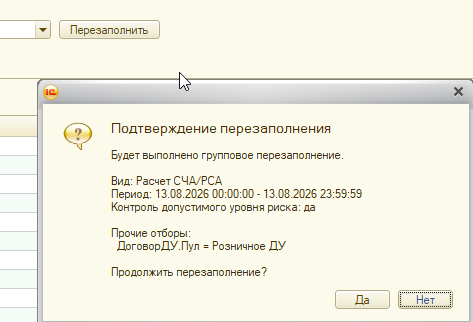 Перезаполнить
1С
Подтверждение перезаполнения
Будет выполнено групповое перезаполнение.
Вид: Расчет СЧА/РСА
Период: 13.08.2026 00:00:00 - 13.08.2026 23:59:59
Контроль допустимого уровня риска: да
Прочие отборы:
ДоговорДУ.Пул = Розничное ДУ
Продолжить перезаполнение?
Да
Нет